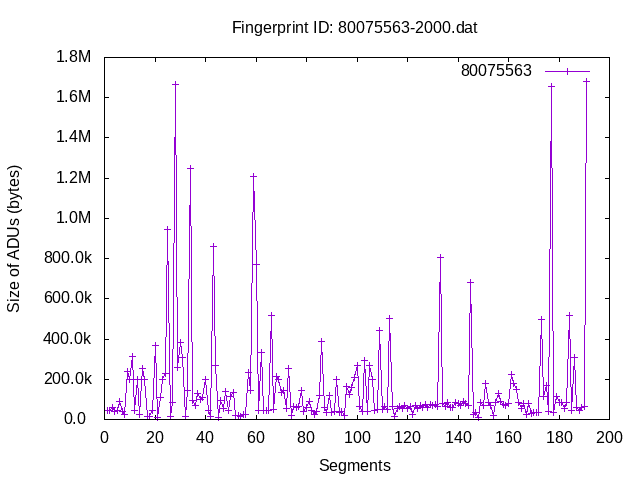 Fingerprint ID: 80075563-2000.dat
1.8M
80075563
1.6M
1.4M
1.2M
1.0M
800.0k
600.0k
400.0k
200.0k
0.0
Size of ADUs (bytes)
0 20 40 60 80 100 120 140 160 180 200
Segments